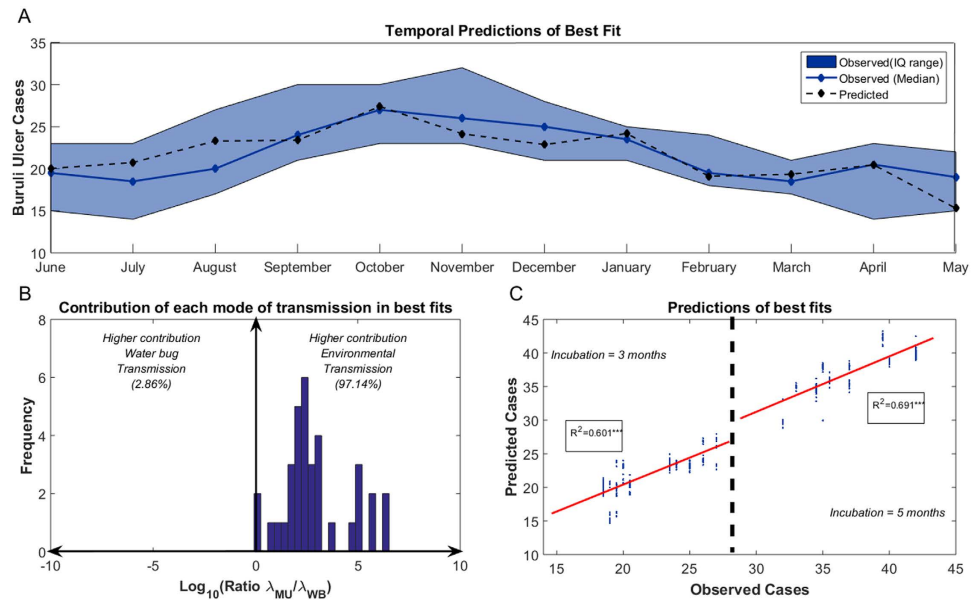 A
Temporal Predictions of Best Fit
35
30
25
20
15
10
Buruli Ulcer Cases
Observed(IQ range)
Observed (Median)
Predicted
June July August September October November December January February March April May
B
Contribution of each mode of transmission in best fits
8
6
4
2
0
Frequency
Higher contribution
Water bug
Transmission
(2.86%)
Higher contribution
Environmental
Transmission
(97.14%)
-10 -5 0 5 10
Log10(Ratio λMU/λWB)
C
Predictions of best fits
45
40
35
30
25
20
15
10
Predicted Cases
Incubation = 3 months
R2=0.601***
R2=0.691***
Incubation = 5 months
15 20 25 30 35 40 45
Observed Cases